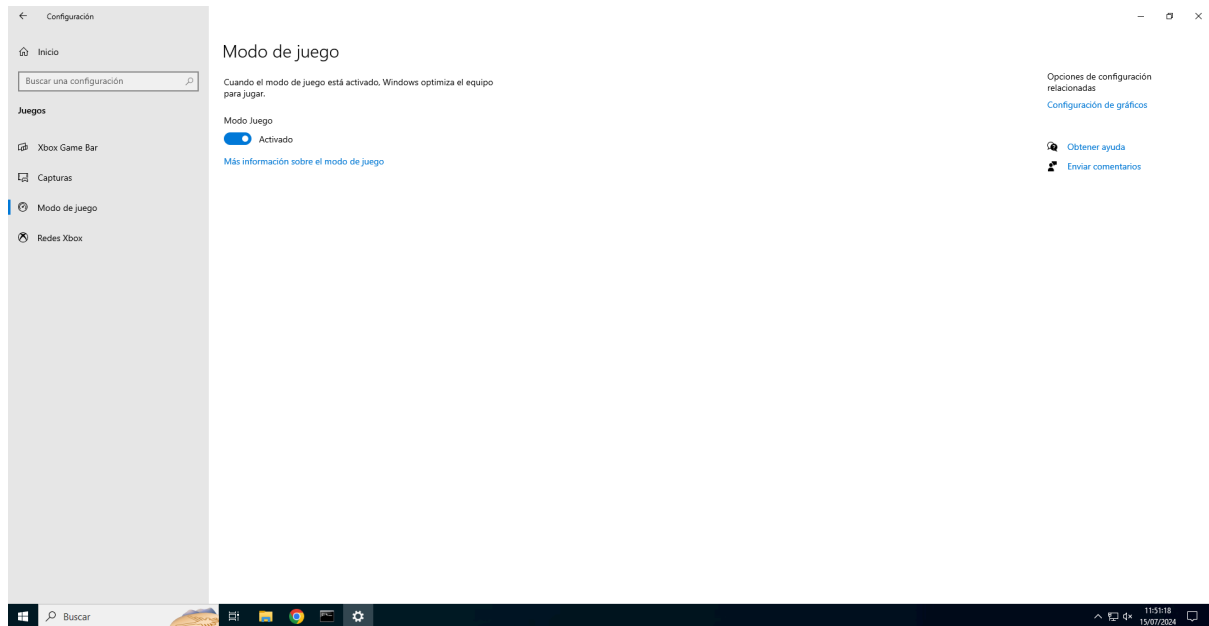 Configuración
Inicio
Buscar una configuración
Juegos
Xbox Game Bar
Capturas
Modo de juego
Redes Xbox
Modo de juego
Cuando el modo de juego está activado, Windows optimiza el equipo
para jugar.
Modo Juego
Activado
Más información sobre el modo de juego
Opciones de configuración
relacionadas
Configuración de gráficos
Obtener ayuda
Enviar comentarios
Buscar
11:51:18
15/07/2024